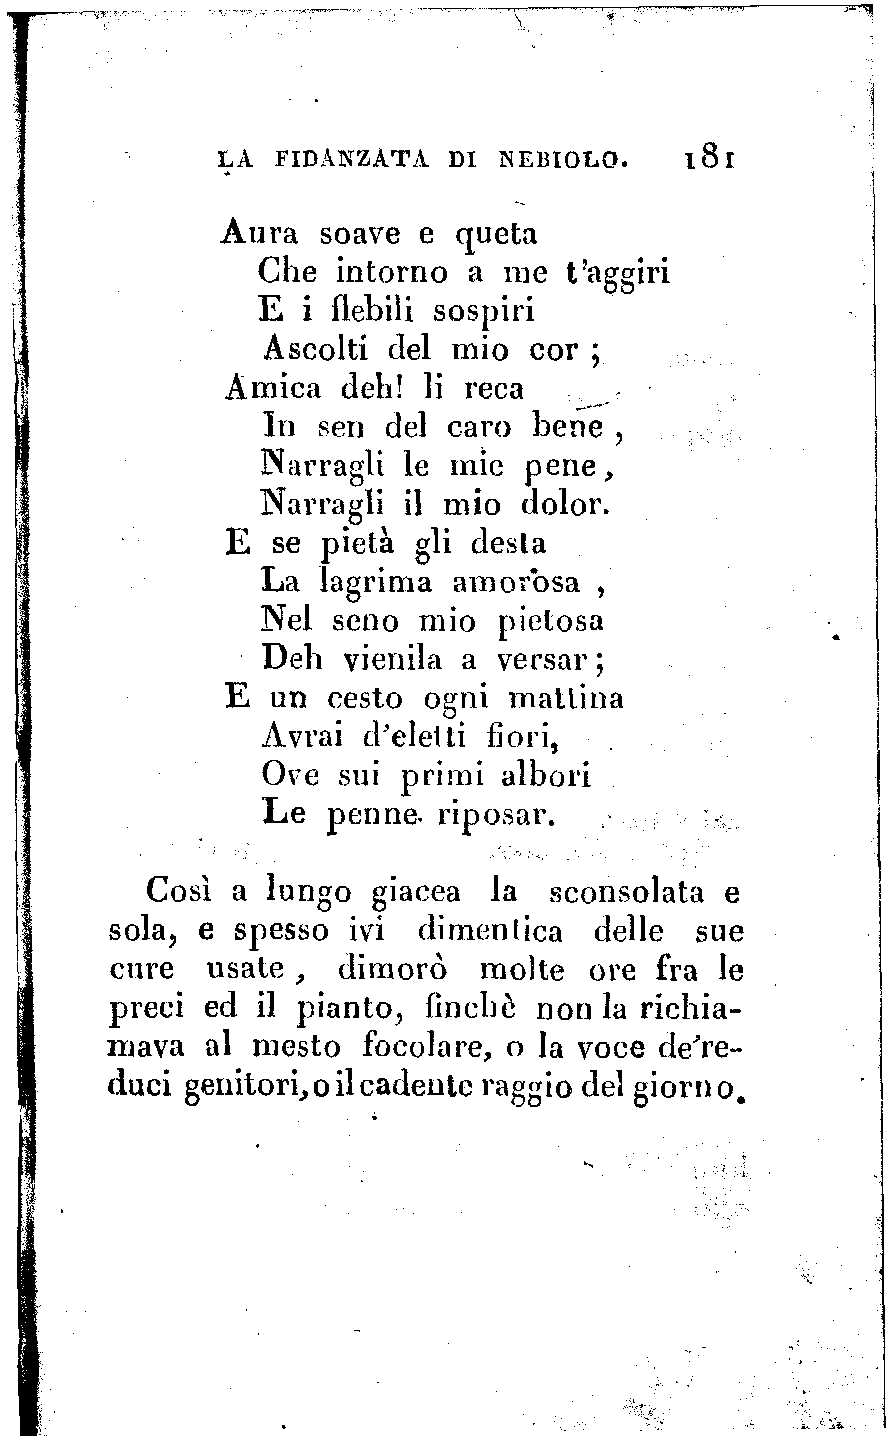 LA FIDANZATA DI NEBIOLO. 181
Aura soave e queta
Che intorno a me t'aggiri
E i flebili sospiri
Ascolti del mio cor ;
Amica deh! li reca
In sen del caro bene ,
Narragli le mie pene,
Narragli il mio dolor.
E se pietà gli desta
La lagrima amorosa ,
Nel seno mio pietosa
Deh vienila a versar;
E un cesto ogni mattina
Avrai d'eletti fiori,
Ove sui primi albori
Le penne riposar.
Così a lungo giacea la sconsolata e
sola, e spesso ivi dimentica delle sue
cure usate, dimorò molte ore fra le
preci ed il pianto, finchè non la richia-
mava al mesto focolare, o la voce de're-
duci genitori, o il cadente raggio del giorno.